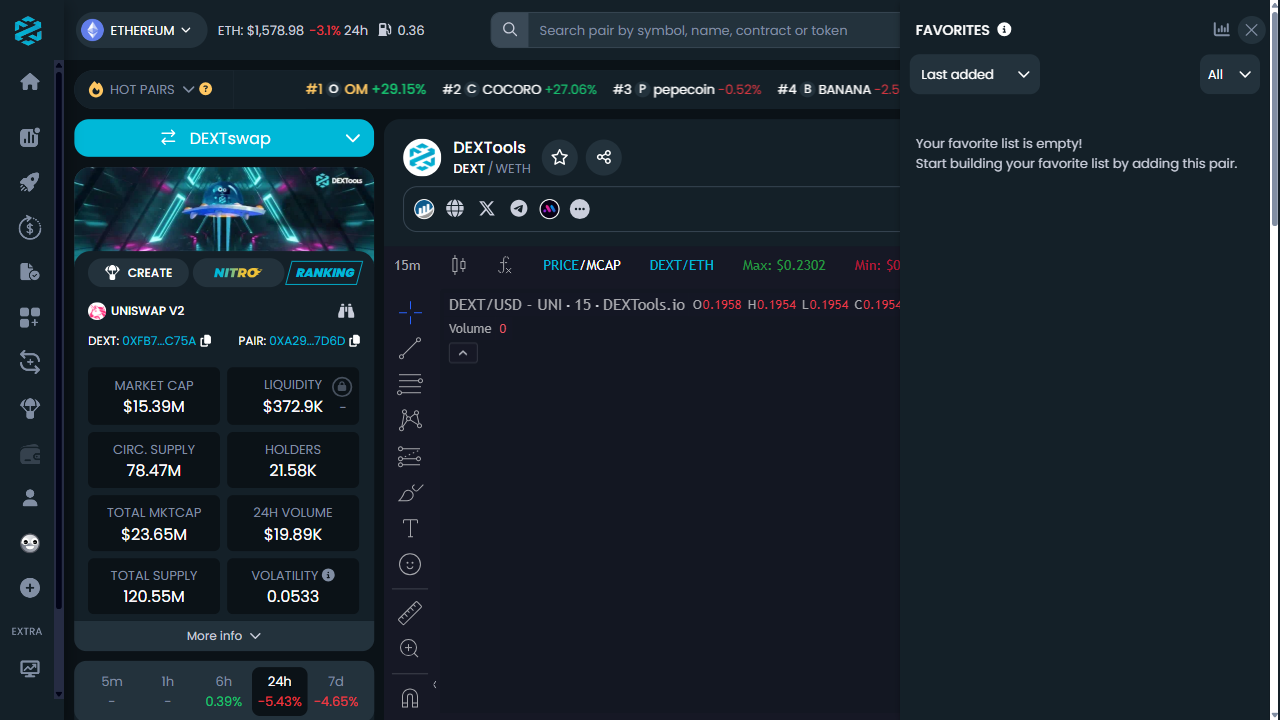 ETHEREUM
ETH: $1,578.98 -3.1% 24h
0.36
Search pair by symbol, name, contract or token
FAVORITES
Last added
All
Your favorite list is empty!
Start building your favorite list by adding this pair.
HOT PAIRS
#1 O OM +29.15%
#2 C COCORO +27.06%
#3 P pepecoin -0.52%
#4 B BANANA -2.5
DEXTswap
DEXTools
CREATE
NITRO
RANKING
UNISWAP V2
DEXT: 0XFB7...C75A
PAIR: 0XA29...7D6D
MARKET CAP
$15.39M
LIQUIDITY
$372.9K
-
CIRC. SUPPLY
78.47M
HOLDERS
21.58K
TOTAL MKTCAP
$23.65M
24H VOLUME
$19.89K
TOTAL SUPPLY
120.55M
VOLATILITY
0.0533
More info
5m
-
1h
-
6h
0.39%
24h
-5.43%
7d
-4.65%
EXTRA
DEXTools
DEXT / WETH
15m
PRICE/MCAP
DEXT/ETH
Max: $0.2302
Min: $0
DEXT/USD - UNI · 15 · DEXTools.io O0.1958 H0.1954 L0.1954 C0.1954
Volume 0